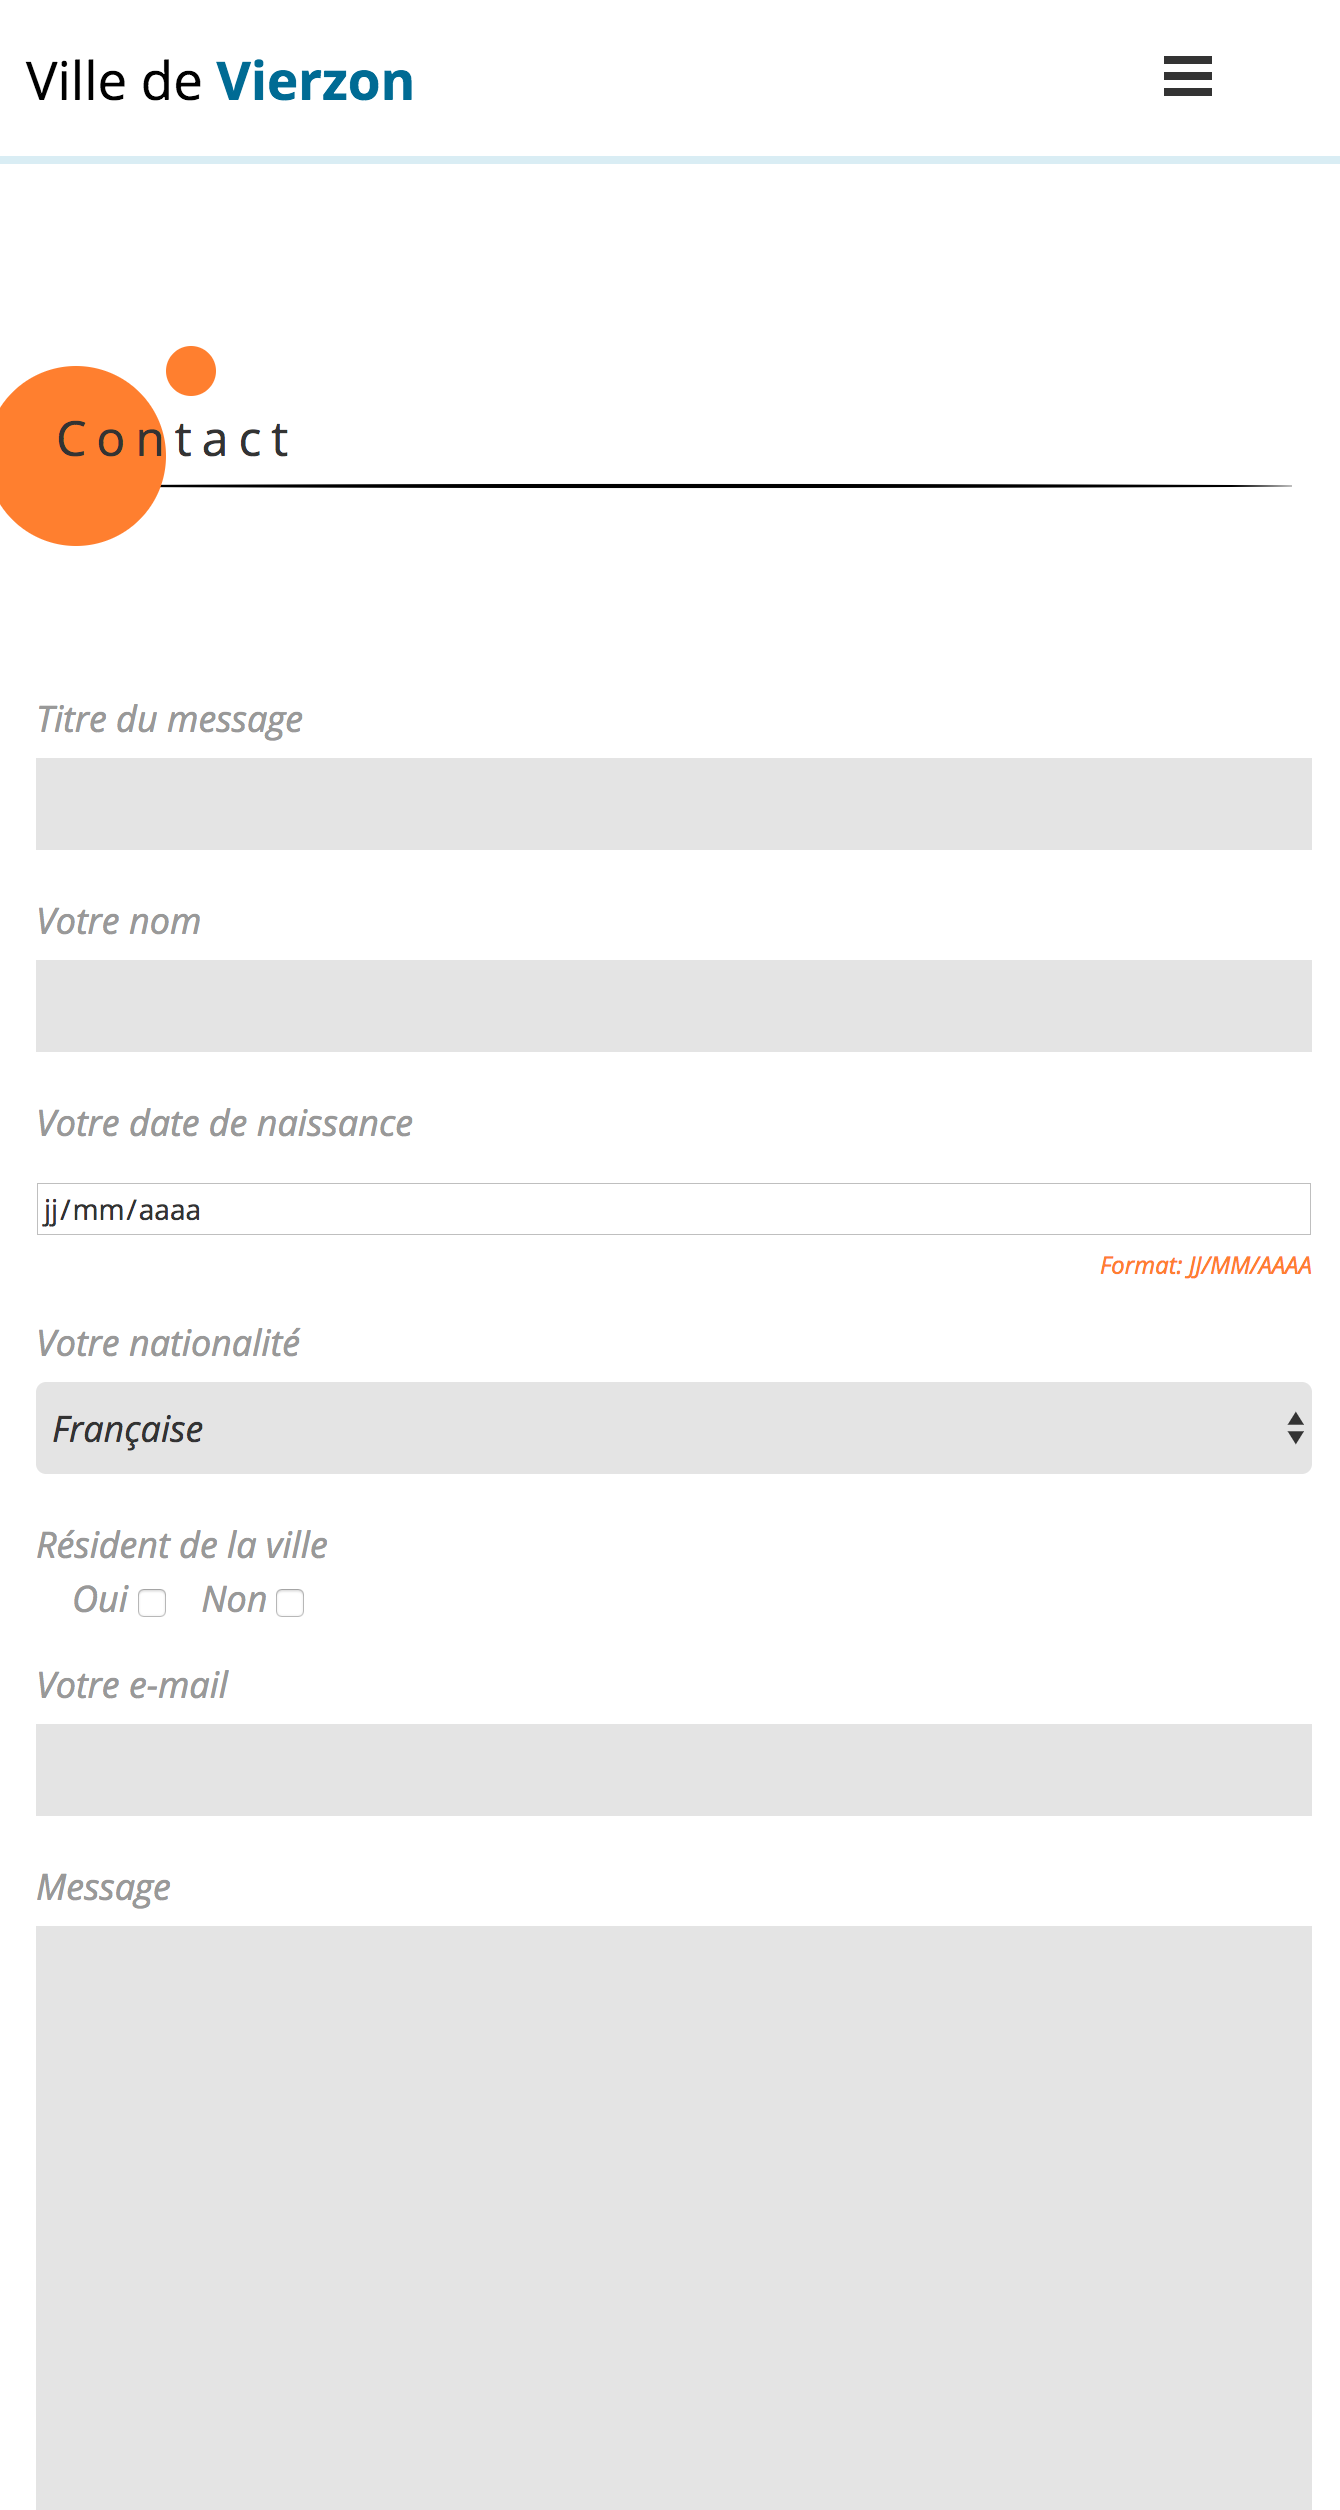 Ville de Vierzon
Contact
Titre du message
Votre nom
Votre date de naissance
jj/mm/aaaa
Format: JJ/MM/AAAA
Votre nationalité
Française
Résident de la ville
Oui Non
Votre e-mail
Message